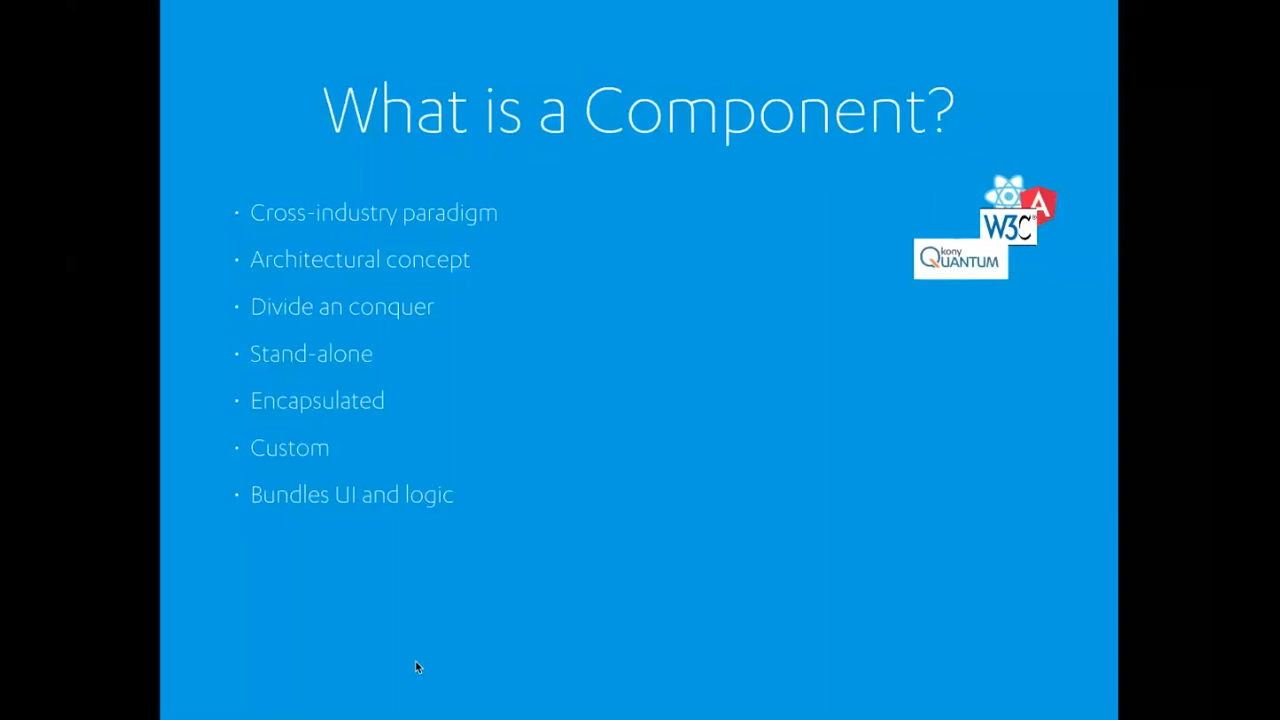 What is a Component?
· Cross-industry paradigm
· Architectural concept
· Divide an conquer
· Stand-alone
· Encapsulated
· Custom
· Bundles UI and logic
A
W3C®
kony
QUANTUM